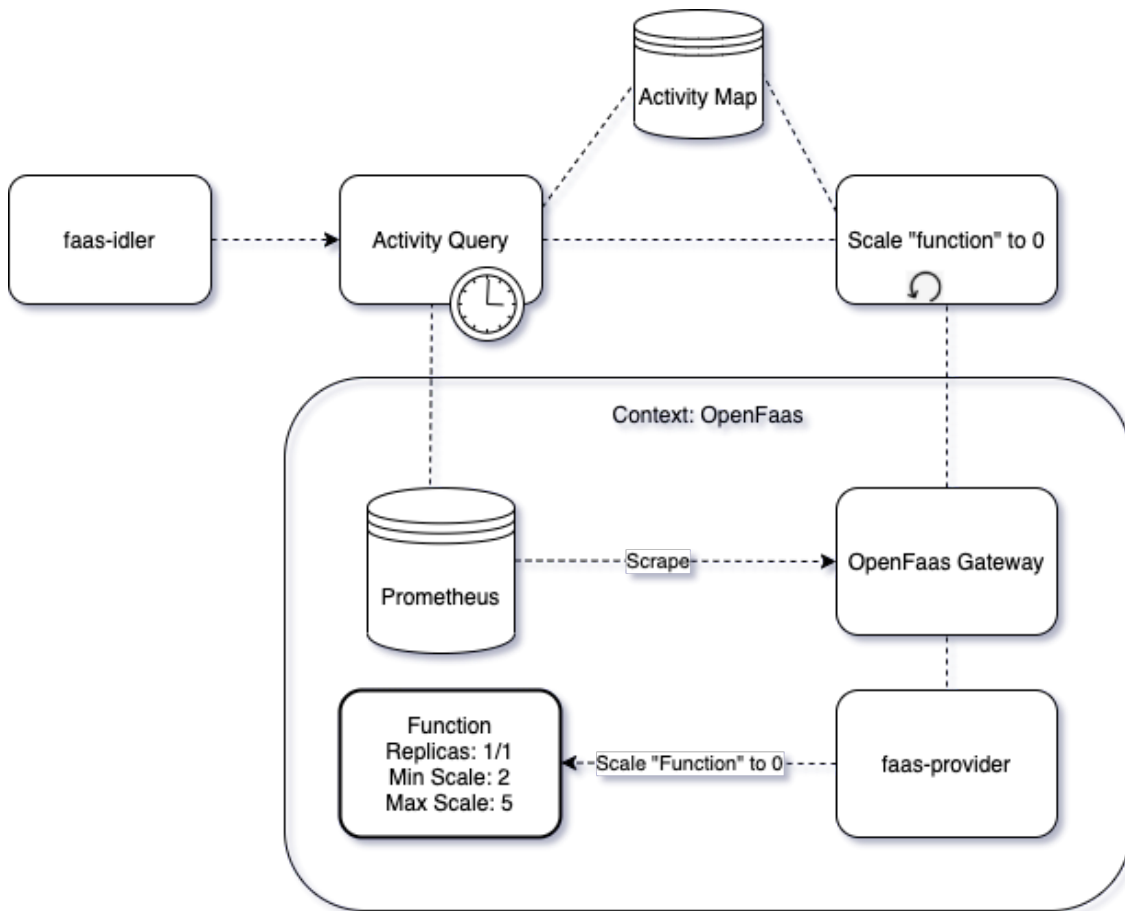 Activity Map
faas-idler
Activity Query
Scale "function" to 0
Context: OpenFaas
Prometheus
Scrape
OpenFaas Gateway
Function
Replicas: 1/1
Min Scale: 2
Max Scale: 5
Scale "Function" to 0
faas-provider